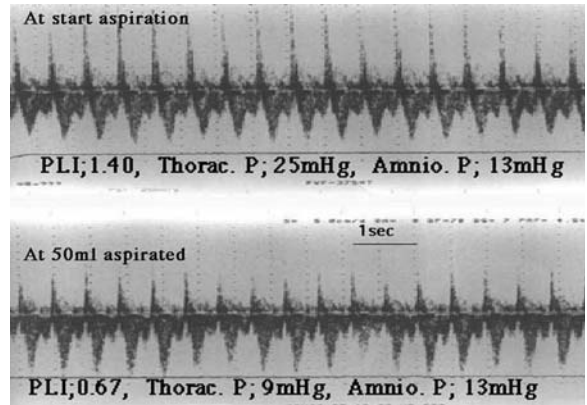 At start aspiration
PLI;1.40, Thorac. P; 25mHg, Amnio. P; 13mHg
1sec
At 50ml aspirated
PLI;0.67, Thorac. P; 9mHg, Amnio. P; 13mHg